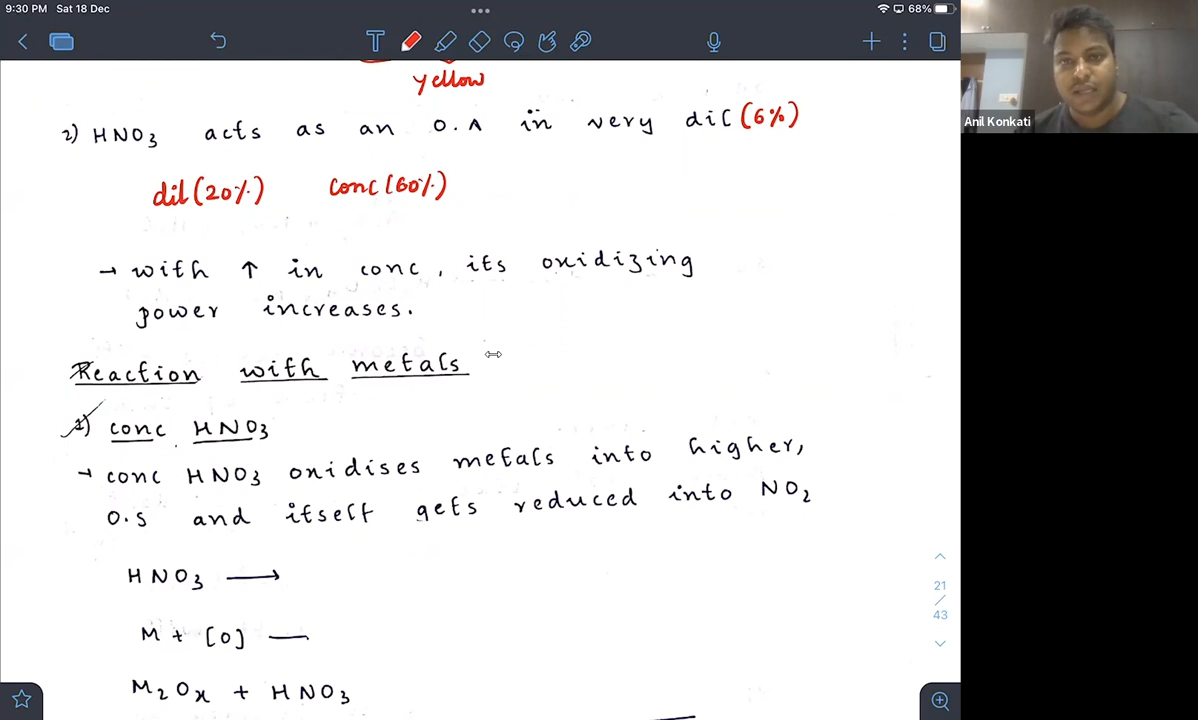 9:30 PM Sat 18 Dec
68%
Anil Konkati
yellow
2) HNO3 acts as an O.A in very dil (6%)
dil (20%) conc (60%)
→ with ↑ in conc, its oxidizing
power increases.
Reaction with metals
1) conc HNO3
→ conc HNO3 oxidises metals into higher,
O.S and itself gets reduced into NO2
HNO3 →
M + [O] —
M2Ox + HNO3
21
/
43